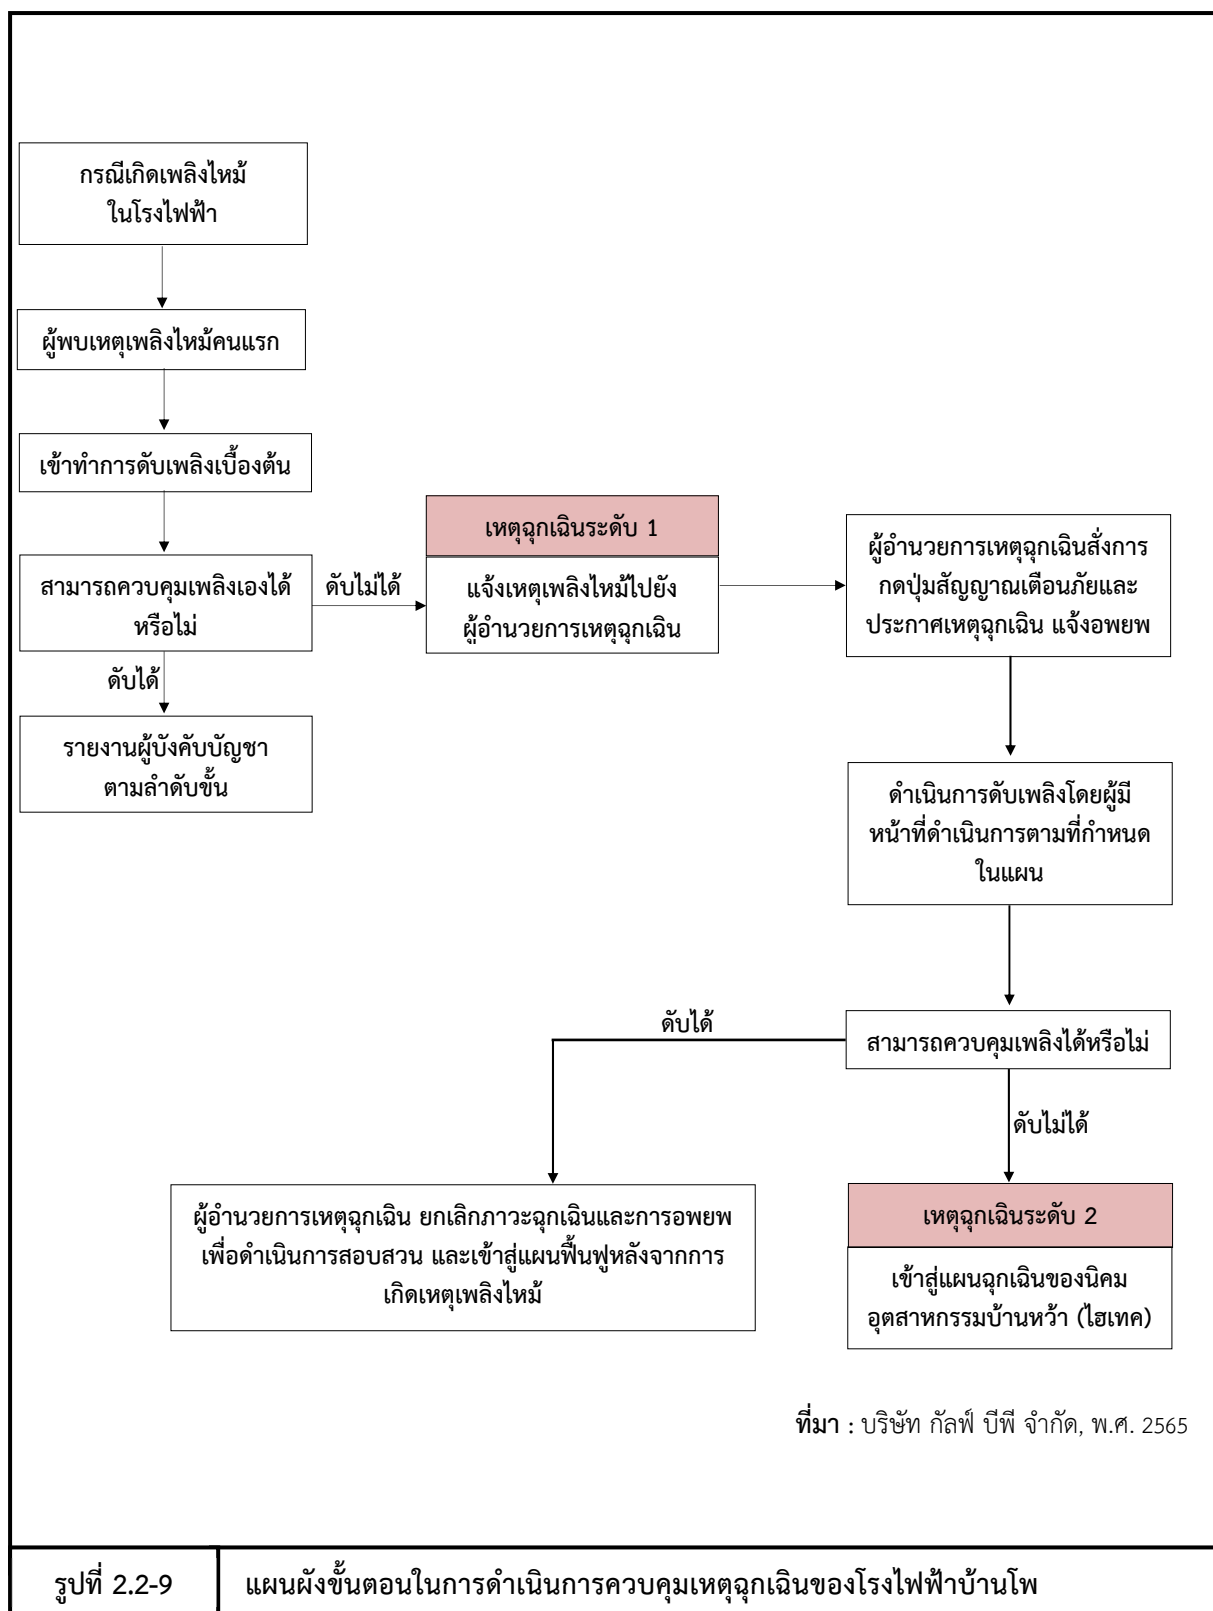 กรณีเกิดเพลิงไหม้
ในโรงไฟฟ้า
ผู้พบเหตุเพลิงไหม้คนแรก
เข้าทำการดับเพลิงเบื้องต้น
สามารถควบคุมเพลิงเองได้
หรือไม่
ดับไม่ได้
ดับได้
รายงานผู้บังคับบัญชา
ตามลำดับขั้น
เหตุฉุกเฉินระดับ 1
แจ้งเหตุเพลิงไหม้ไปยัง
ผู้อำนวยการเหตุฉุกเฉิน
ผู้อำนวยการเหตุฉุกเฉินสั่งการ
กดปุ่มสัญญาณเตือนภัยและ
ประกาศเหตุฉุกเฉิน แจ้งอพยพ
ดำเนินการดับเพลิงโดยผู้มี
หน้าที่ดำเนินการตามที่กำหนด
ในแผน
สามารถควบคุมเพลิงได้หรือไม่
ดับได้
ดับไม่ได้
ผู้อำนวยการเหตุฉุกเฉิน ยกเลิกภาวะฉุกเฉินและการอพยพ
เพื่อดำเนินการสอบสวน และเข้าสู่แผนฟื้นฟูหลังจากการ
เกิดเหตุเพลิงไหม้
เหตุฉุกเฉินระดับ 2
เข้าสู่แผนฉุกเฉินของนิคม
อุตสาหกรรมบ้านหว้า (ไฮเทค)
ที่มา : บริษัท กัลฟ์ บีพี จำกัด, พ.ศ. 2565
รูปที่ 2.2-9
แผนผังขั้นตอนในการดำเนินการควบคุมเหตุฉุกเฉินของโรงไฟฟ้าบ้านโพ